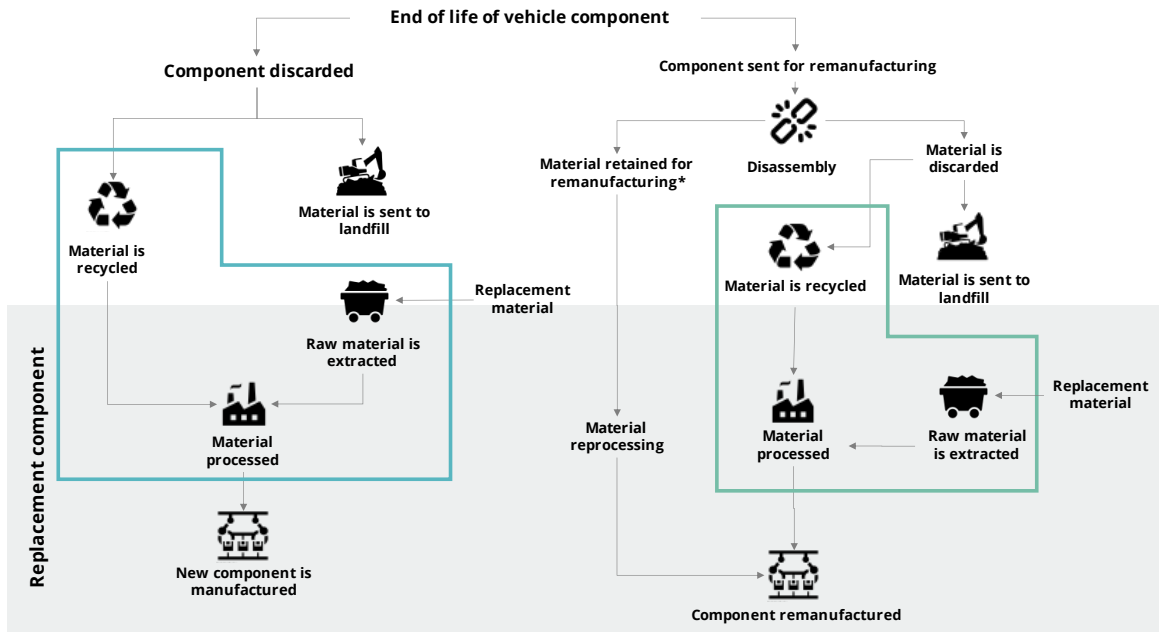 End of life of vehicle component
Component discarded
Component sent for remanufacturing
Material is
recycled
Material is sent to
landfill
Replacement
material
Raw material is
extracted
Material
processed
New component is
manufactured
Replacement component
Disassembly
Material retained for
remanufacturing*
Material is
discarded
Material is recycled
Material is sent to
landfill
Replacement
material
Material
reprocessing
Material
processed
Raw material
is extracted
Component remanufactured